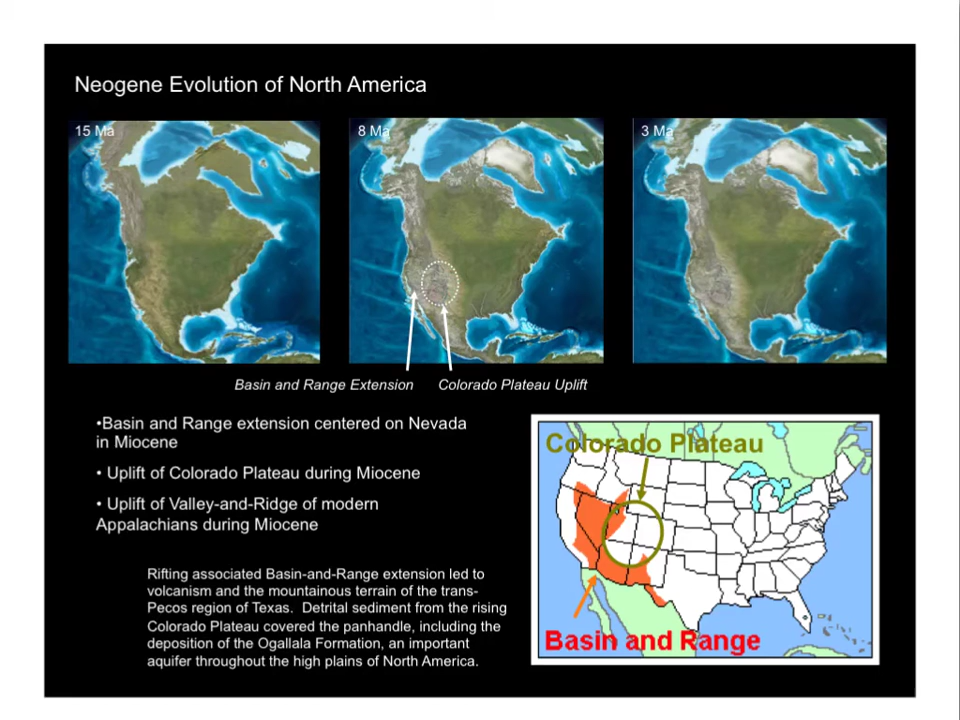 Neogene Evolution of North America
15 Ma
8 Ma
3 Ma
Basin and Range Extension
Colorado Plateau Uplift
•Basin and Range extension centered on Nevada
in Miocene
• Uplift of Colorado Plateau during Miocene
• Uplift of Valley-and-Ridge of modern
Appalachians during Miocene
Rifting associated Basin-and-Range extension led to
volcanism and the mountainous terrain of the trans-
Pecos region of Texas.  Detrital sediment from the rising
Colorado Plateau covered the panhandle, including the
deposition of the Ogallala Formation, an important
aquifer throughout the high plains of North America.
Colorado Plateau
Basin and Range